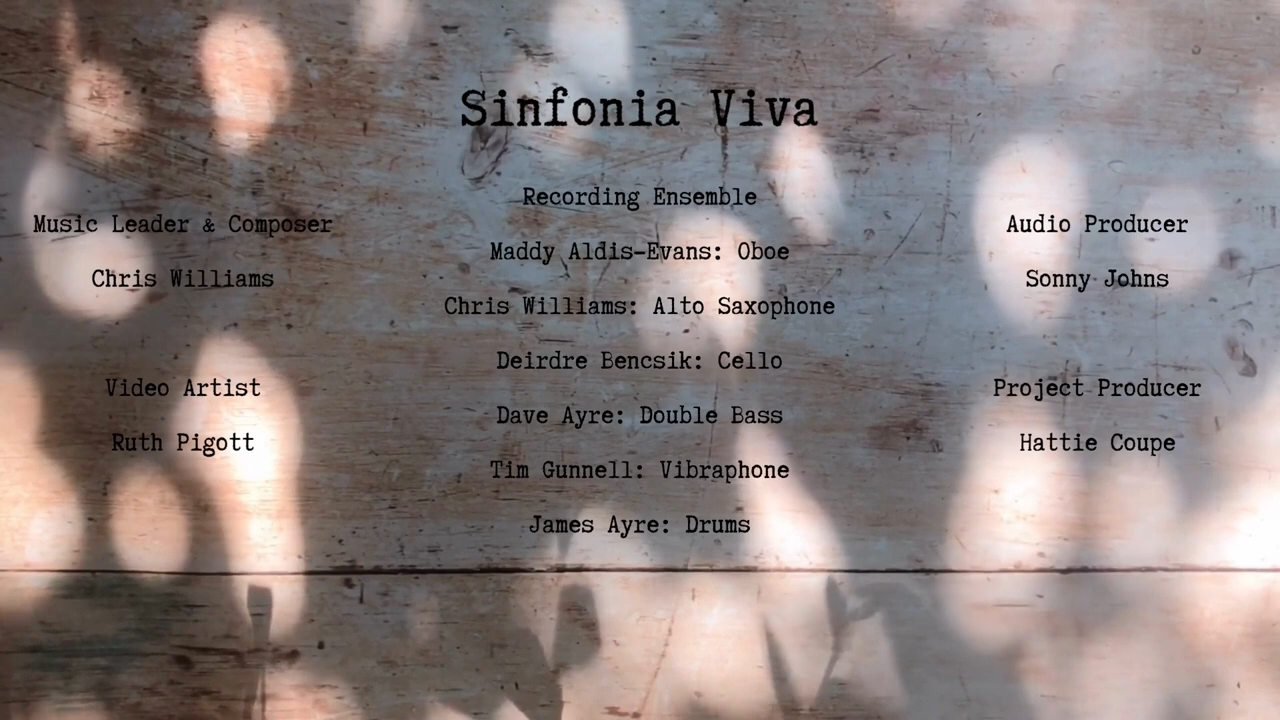 Sinfonia Viva
Music Leader & Composer
Chris Williams
Video Artist
Ruth Pigott
Recording Ensemble
Maddy Aldis-Evans: Oboe
Chris Williams: Alto Saxophone
Deirdre Bencsik: Cello
Dave Ayre: Double Bass
Tim Gunnell: Vibraphone
James Ayre: Drums
Audio Producer
Sonny Johns
Project Producer
Hattie Coupe